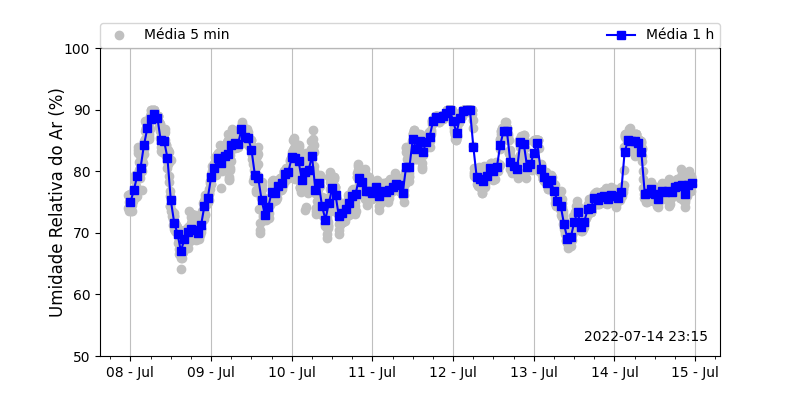 Média 5 min Média 1 h
Umidade Relativa do Ar (%)
100
90
80
70
60
50
2022-07-14 23:15
08 - Jul 09 - Jul 10 - Jul 11 - Jul 12 - Jul 13 - Jul 14 - Jul 15 - Jul